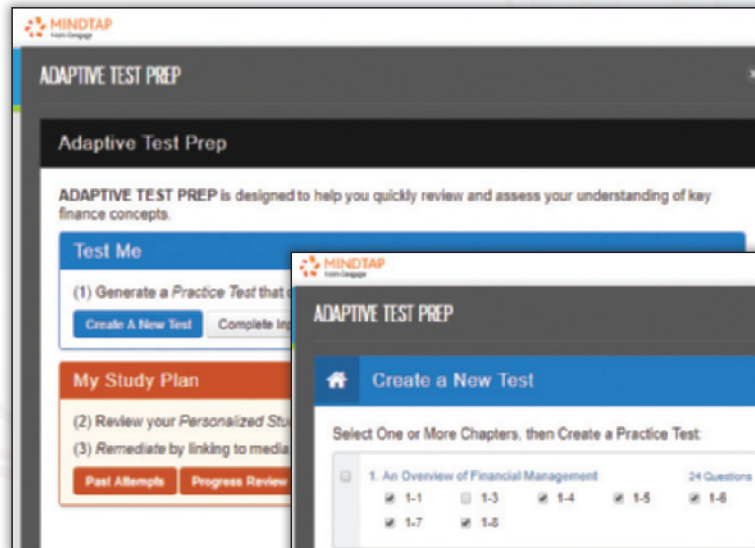 MINDTAP
From Cengage
ADAPTIVE TEST PREP
Adaptive Test Prep
ADAPTIVE TEST PREP is designed to help you quickly review and assess your understanding of key
finance concepts.
Test Me
(1) Generate a Practice Test that
Create A New Test Complete
My Study Plan
(2) Review your Personalized
(3) Remediate by linking to media
Past Attempts Progress Review
MINDTAP
From Cengage
ADAPTIVE TEST PREP
Create a New Test
Select One or More Chapters, then Create a Practice Test:
1. An Overview of Financial Management 24 Questions
1-1 1-3 1-4 1-5 1-6
1-7 1-8